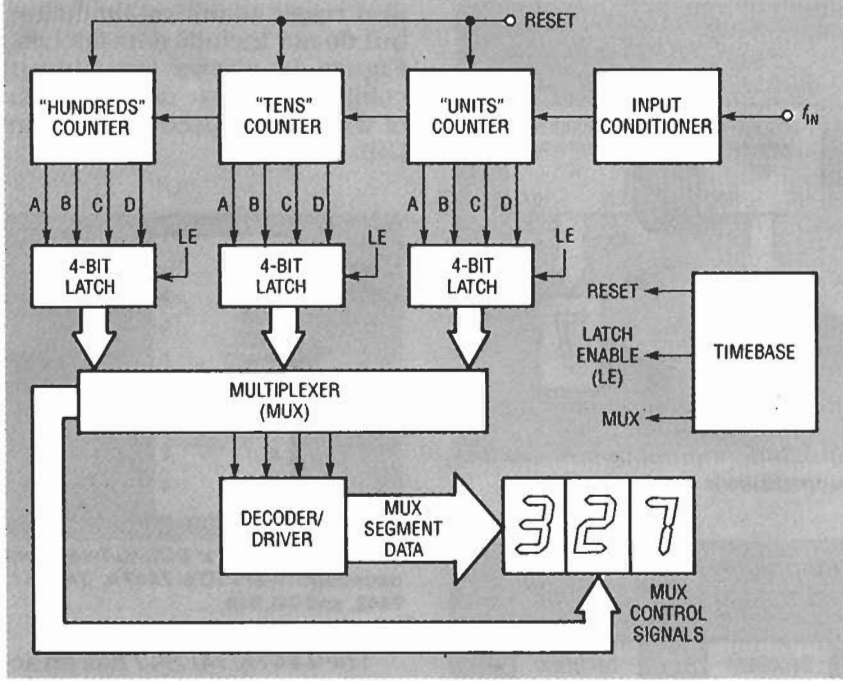 RESET
"HUNDREDS"
COUNTER
"TENS"
COUNTER
"UNITS"
COUNTER
INPUT
CONDITIONER
fIN
A B C D
A B C D
A B C D
LE
LE
LE
4-BIT
LATCH
4-BIT
LATCH
4-BIT
LATCH
RESET
LATCH
ENABLE
(LE)
MUX
TIMEBASE
MULTIPLEXER
(MUX)
DECODER/
DRIVER
MUX
SEGMENT
DATA
327
MUX
CONTROL
SIGNALS